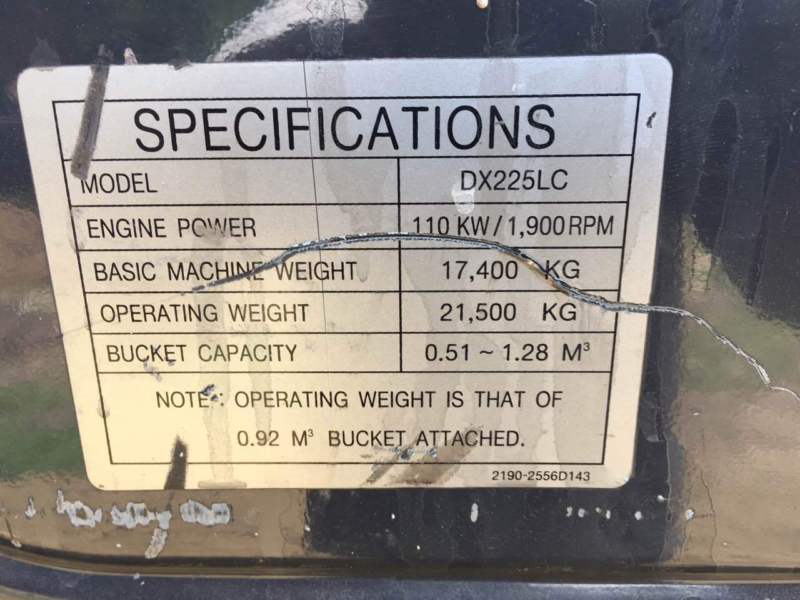 SPECIFICATIONS
MODEL DX225LC
ENGINE POWER 110 KW / 1,900 RPM
BASIC MACHINE WEIGHT 17,400 KG
OPERATING WEIGHT 21,500 KG
BUCKET CAPACITY 0.51 ~ 1.28 M³
NOTE : OPERATING WEIGHT IS THAT OF
0.92 M³ BUCKET ATTACHED.
2190-2556D143